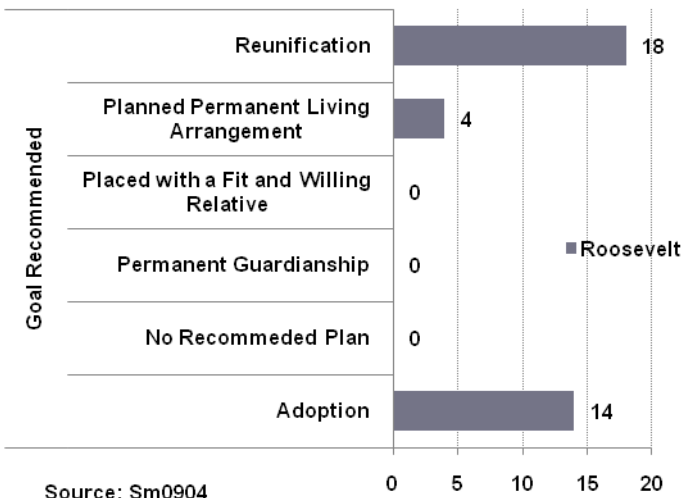 Goal Recommended
Reunification
18
Planned Permanent Living
Arrangement
4
Placed with a Fit and Willing
Relative
0
Permanent Guardianship
0
No Recommeded Plan
0
Adoption
14
Roosevelt
0 5 10 15 20
Source: Sm0904